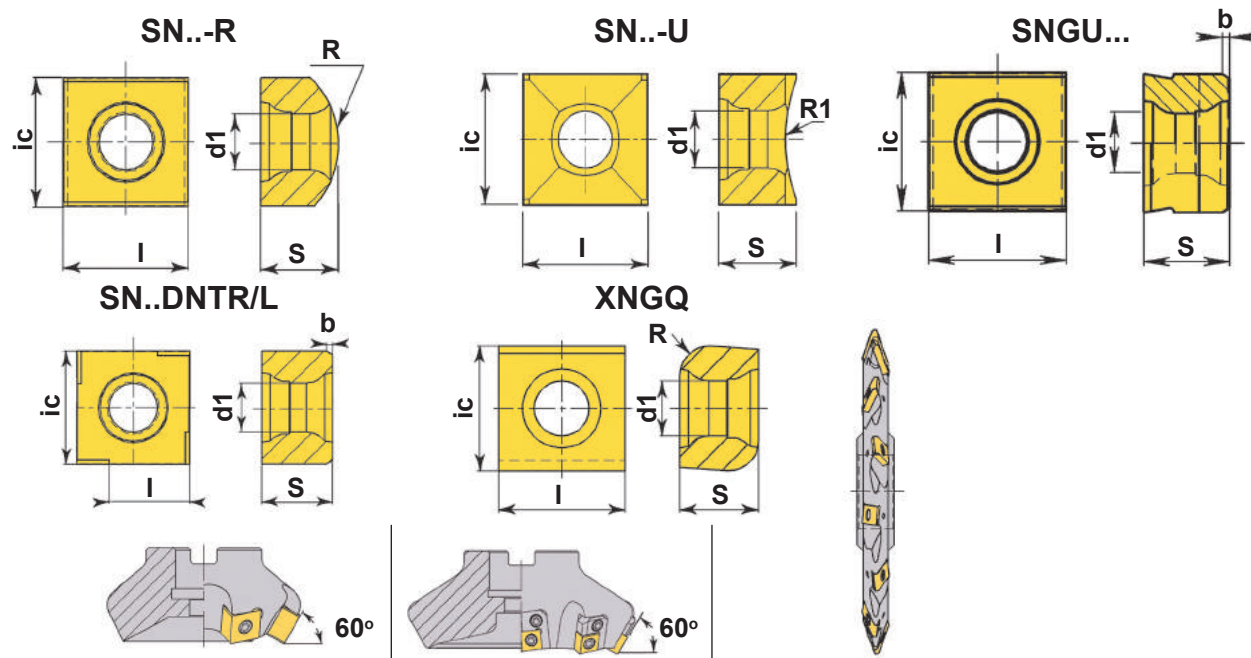 SN..-R
SN..-U
SNGU...
R
b
ic
d1
ic
d1
R1
ic
d1
l
S
l
S
l
S
SN..DNTR/L
XNGQ
b
R
ic
d1
ic
d1
l
S
l
S
60°
60°